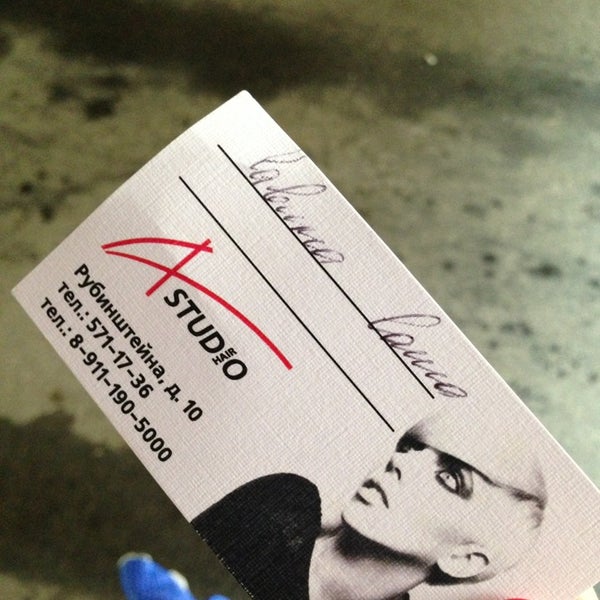 4
STUDIO
HAIR
Рубинштейна, д. 10
тел.: 571-17-36
тел.: 8-911-190-5000